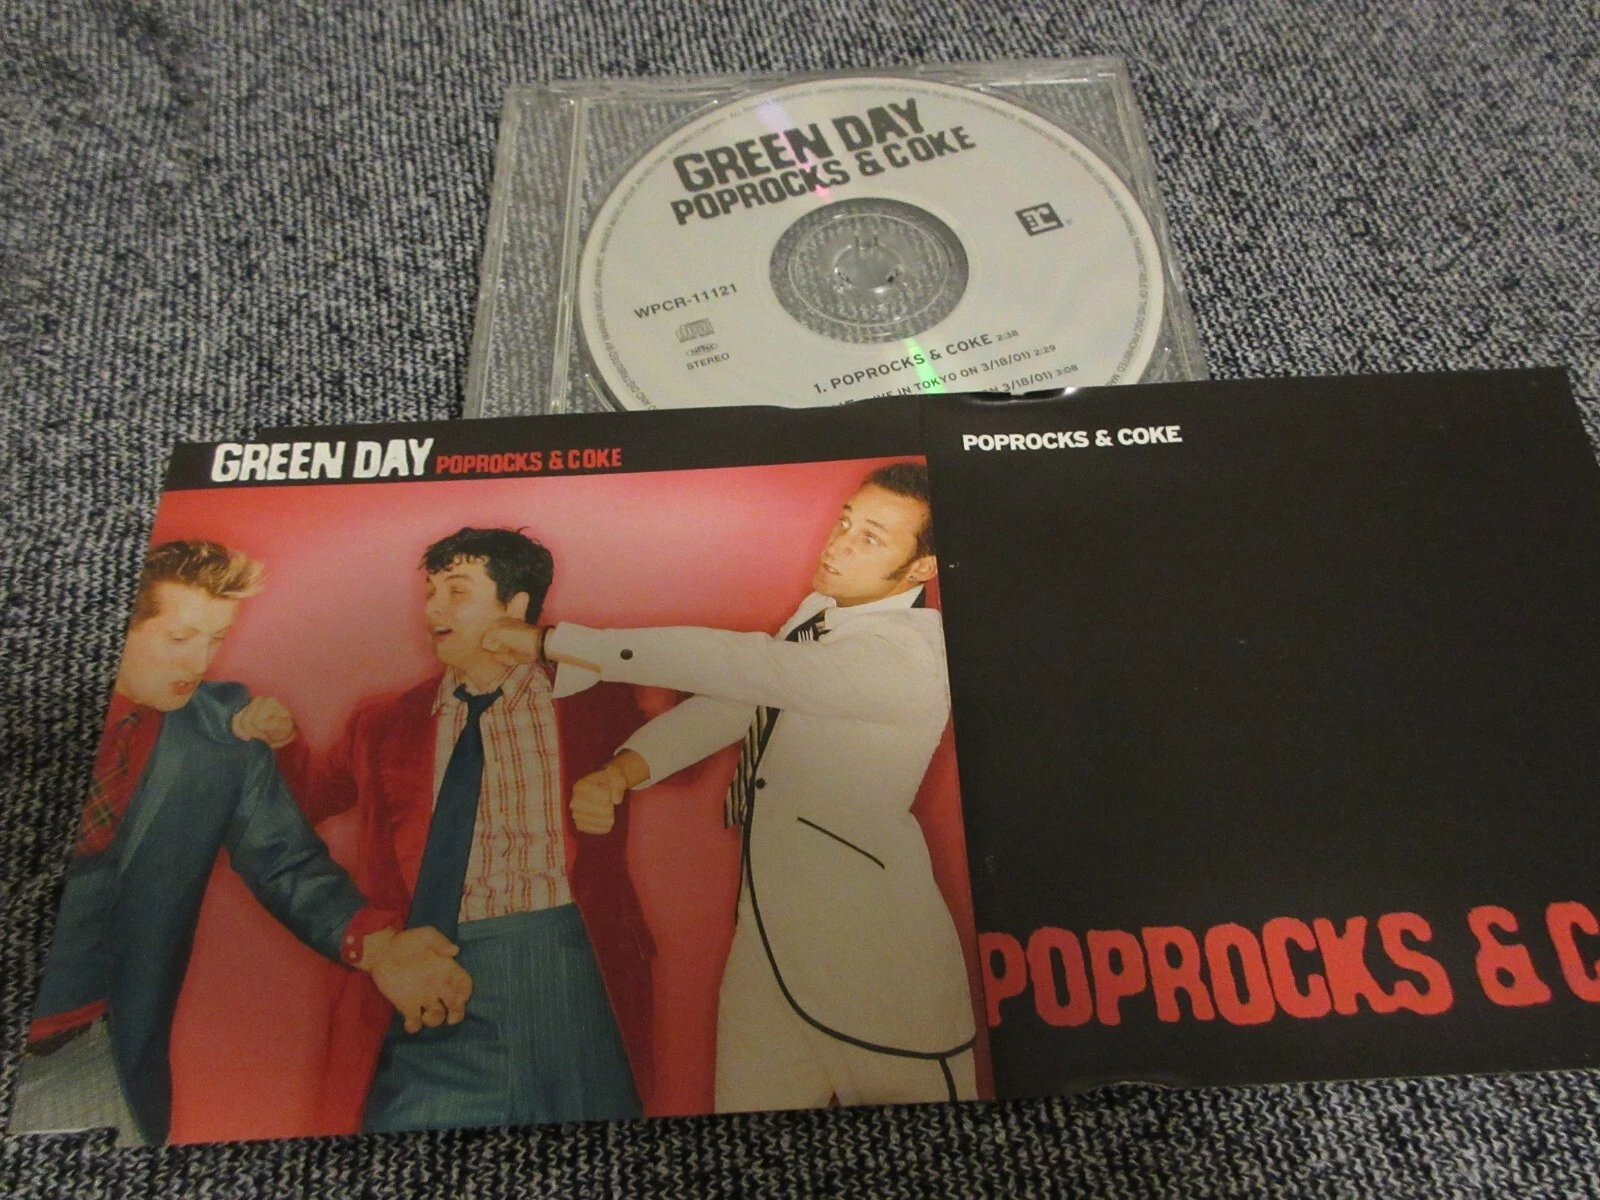 GREEN DAY
POPROCKS & COKE
WPCR-11121
STEREO
1. POPROCKS & COKE 2:38
LIVE IN TOKYO ON 3/18/01) 2:29
ON 3/18/01) 3:08
GREEN DAY POPROCKS & COKE
POPROCKS & COKE
POPROCKS & C